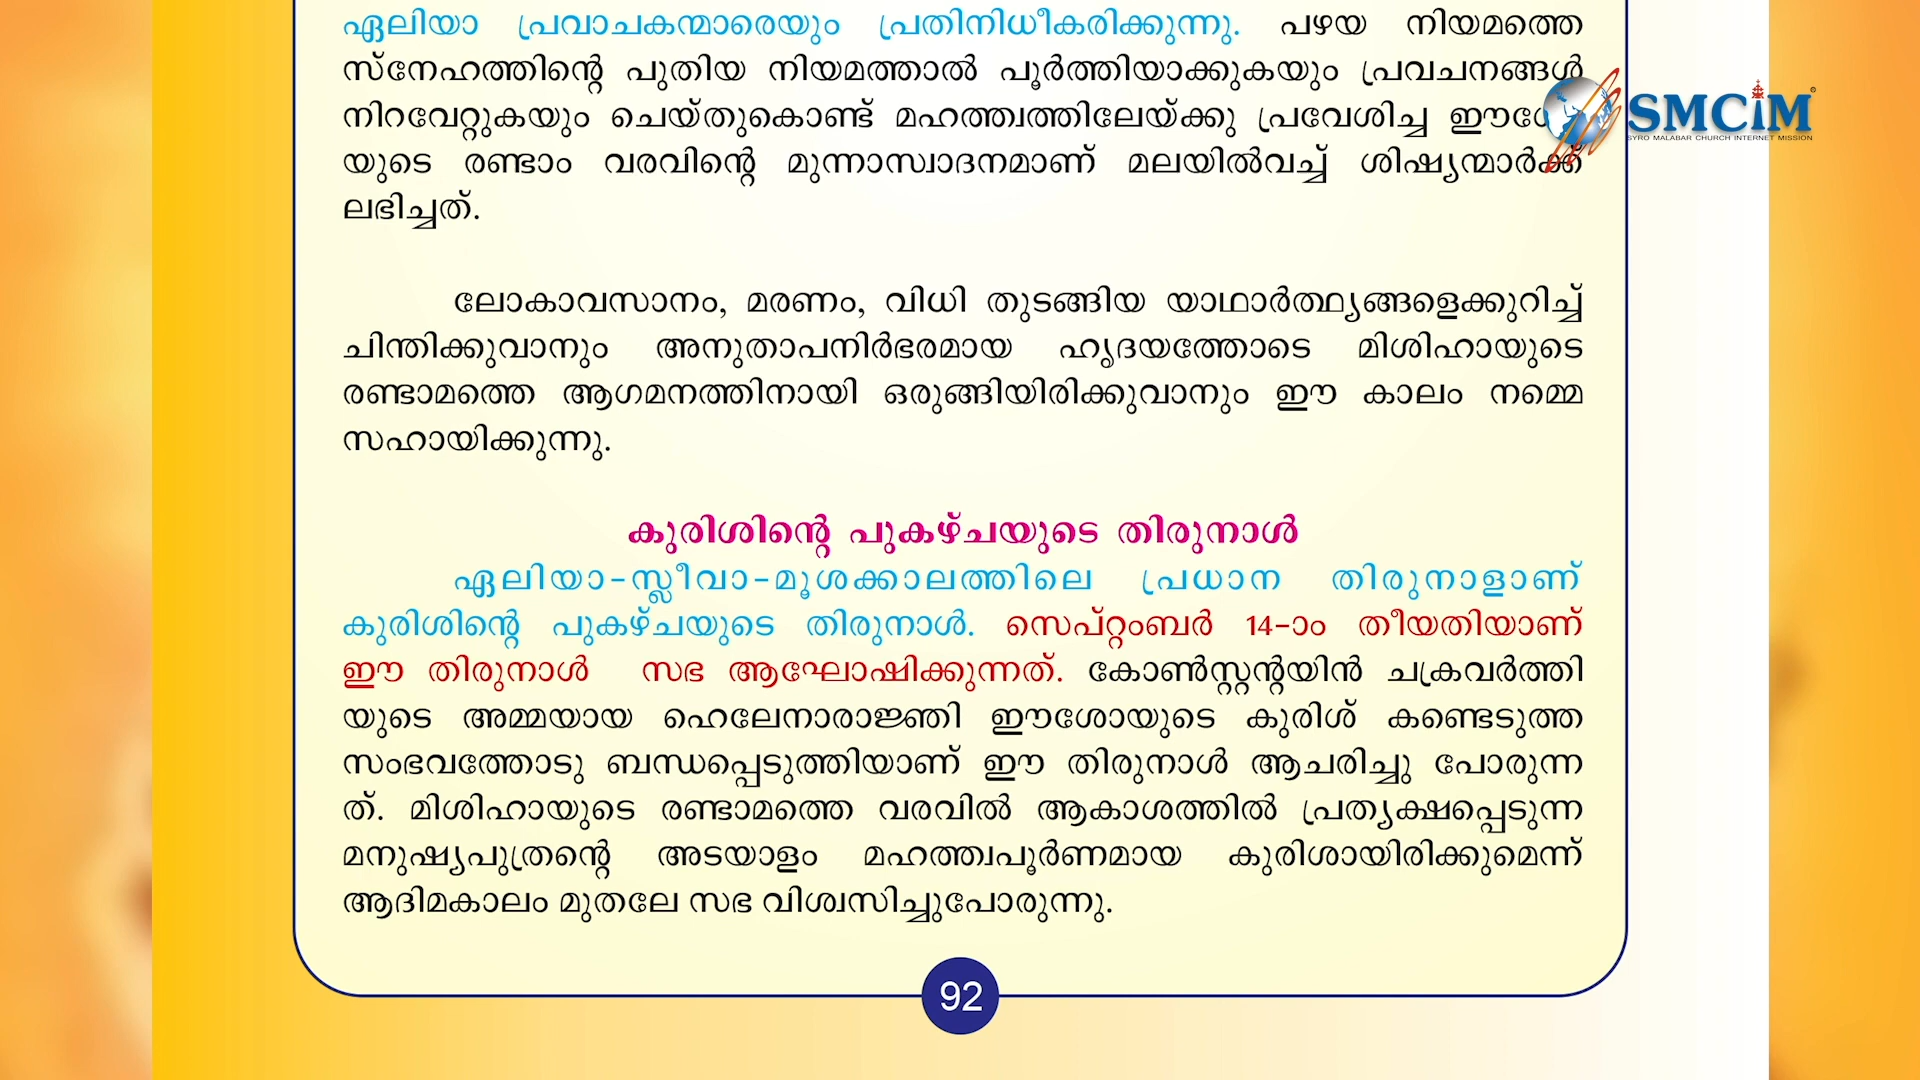 ഏലിയാ പ്രവാചകന്മാരെയും പ്രതിനിധീകരിക്കുന്നു. പഴയ നിയമത്തെ
സ്നേഹത്തിന്റെ പുതിയ നിയമത്താൽ പൂർത്തിയാക്കുകയും പ്രവചനങ്ങൾ
നിറവേറ്റുകയും ചെയ്തുകൊണ്ട് മഹത്ത്വത്തിലേയ്ക്കു പ്രവേശിച്ച
യുടെ രണ്ടാം വരവിന്റെ മുന്നാസ്വാദനമാണ് മലയിൽവച്ച് ശിഷ്യന്മാർക്ക്
ലഭിച്ചത്.
SMCIM
SYRO MALABAR CHURCH INTERNET MISSION
ലോകാവസാനം, മരണം, വിധി തുടങ്ങിയ യാഥാർത്ഥ്യങ്ങളെക്കുറിച്ച്
ചിന്തിക്കുവാനും അനുതാപനിർഭരമായ ഹൃദയത്തോടെ മിശിഹായുടെ
രണ്ടാമത്തെ ആഗമനത്തിനായി ഒരുങ്ങിയിരിക്കുവാനും ഈ കാലം നമ്മെ
സഹായിക്കുന്നു.
കുരിശിന്റെ പുകഴ്ചയുടെ തിരുനാൾ
ഏലിയാ-സ്ലീവാ-മൂശക്കാലത്തിലെ പ്രധാന തിരുനാളാണ്
കുരിശിന്റെ പുകഴ്ചയുടെ തിരുനാൾ. സെപ്റ്റംബർ 14-ാം തീയതിയാണ്
ഈ തിരുനാൾ സഭ ആഘോഷിക്കുന്നത്. കോൺസ്റ്റന്റയിൻ ചക്രവർത്തി
യുടെ അമ്മയായ ഹെലേനാരാജ്ഞി ഈശോയുടെ കുരിശ് കണ്ടെടുത്ത
സംഭവത്തോടു ബന്ധപ്പെടുത്തിയാണ് ഈ തിരുനാൾ ആചരിച്ചു പോരുന്ന
ത്. മിശിഹായുടെ രണ്ടാമത്തെ വരവിൽ ആകാശത്തിൽ പ്രത്യക്ഷപ്പെടുന്ന
മനുഷ്യപുത്രന്റെ അടയാളം മഹത്ത്വപൂർണമായ കുരിശായിരിക്കുമെന്ന്
ആദിമകാലം മുതലേ സഭ വിശ്വസിച്ചുപോരുന്നു.
92